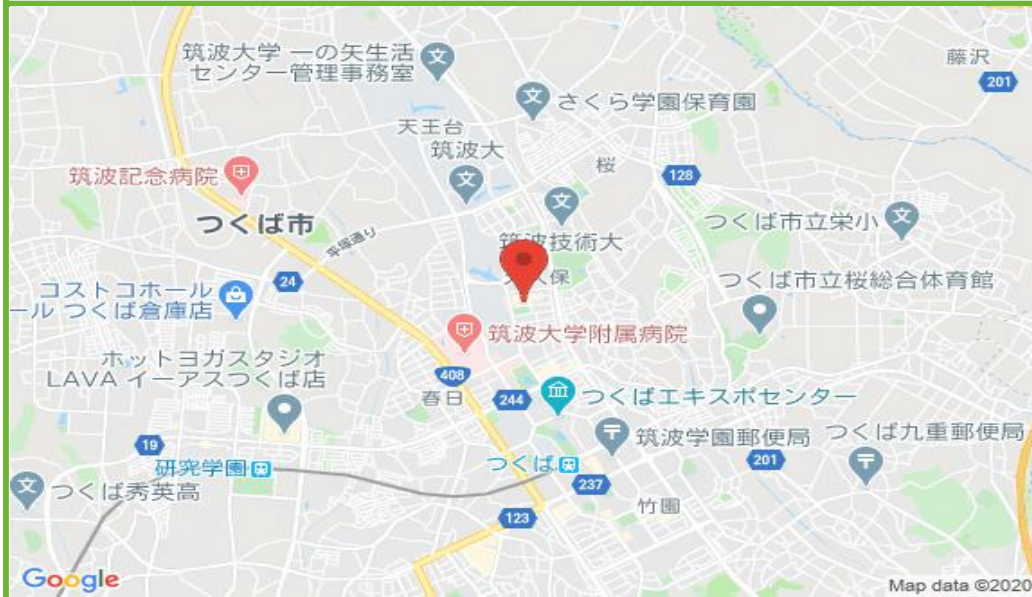 筑波大学 一の矢生活
センター管理事務室
藤沢
201
さくら学園保育園
天王台
筑波大
桜
128
筑波記念病院
つくば市
平塚通り
筑波技術大
つくば市立栄小
久保
24
つくば市立桜総合体育館
コストコホール
ール つくば倉庫店
筑波大学附属病院
ホットヨガスタジオ
LAVA イーアスつくば店
408
春日
244
つくばエキスポセンター
19
筑波学園郵便局
つくば九重郵便局
研究学園
つくば
201
つくば秀英高
237
竹園
123
Google
Map data ©2020